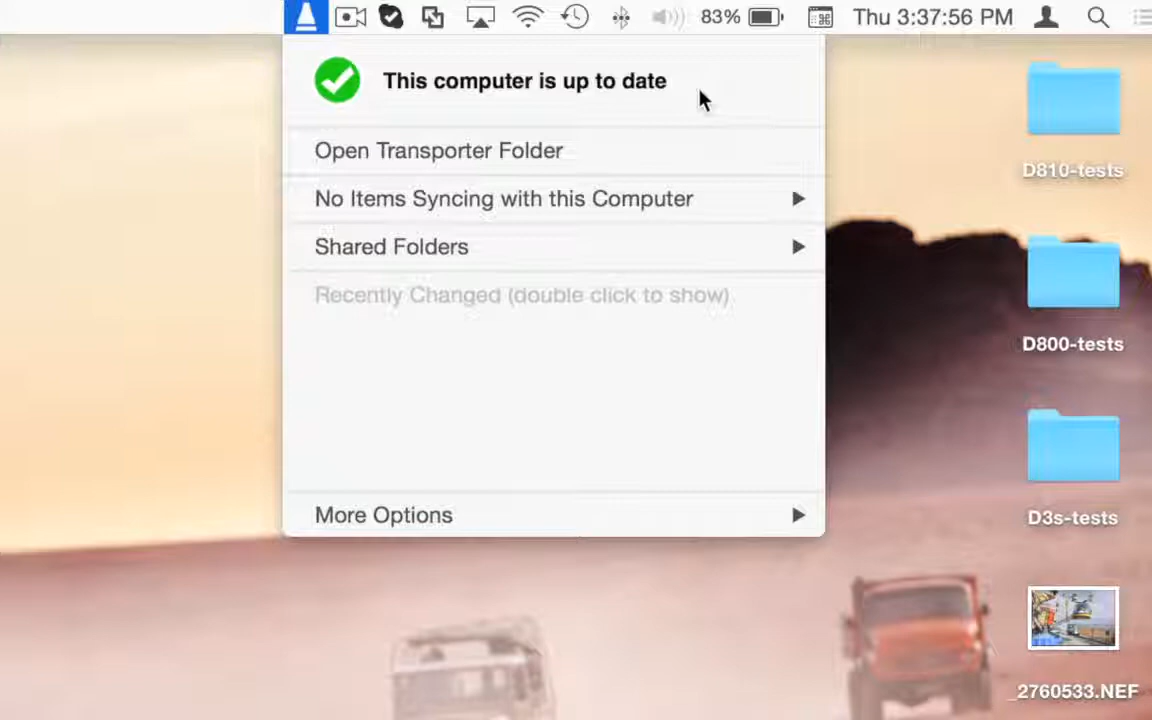 83% Thu 3:37:56 PM
This computer is up to date
Open Transporter Folder
No Items Syncing with this Computer
Shared Folders
Recently Changed (double click to show)
More Options
D810-tests
D800-tests
D3s-tests
_2760533.NEF